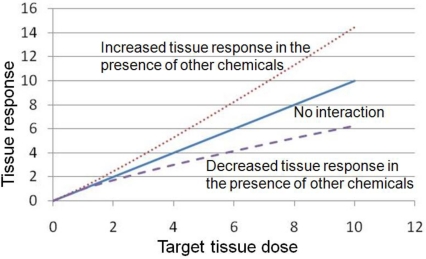 16
14
12
10
8
6
4
2
0
Tissue response
Increased tissue response in the
presence of other chemicals
No interaction
Decreased tissue response in
the presence of other chemicals
0 2 4 6 8 10 12
Target tissue dose